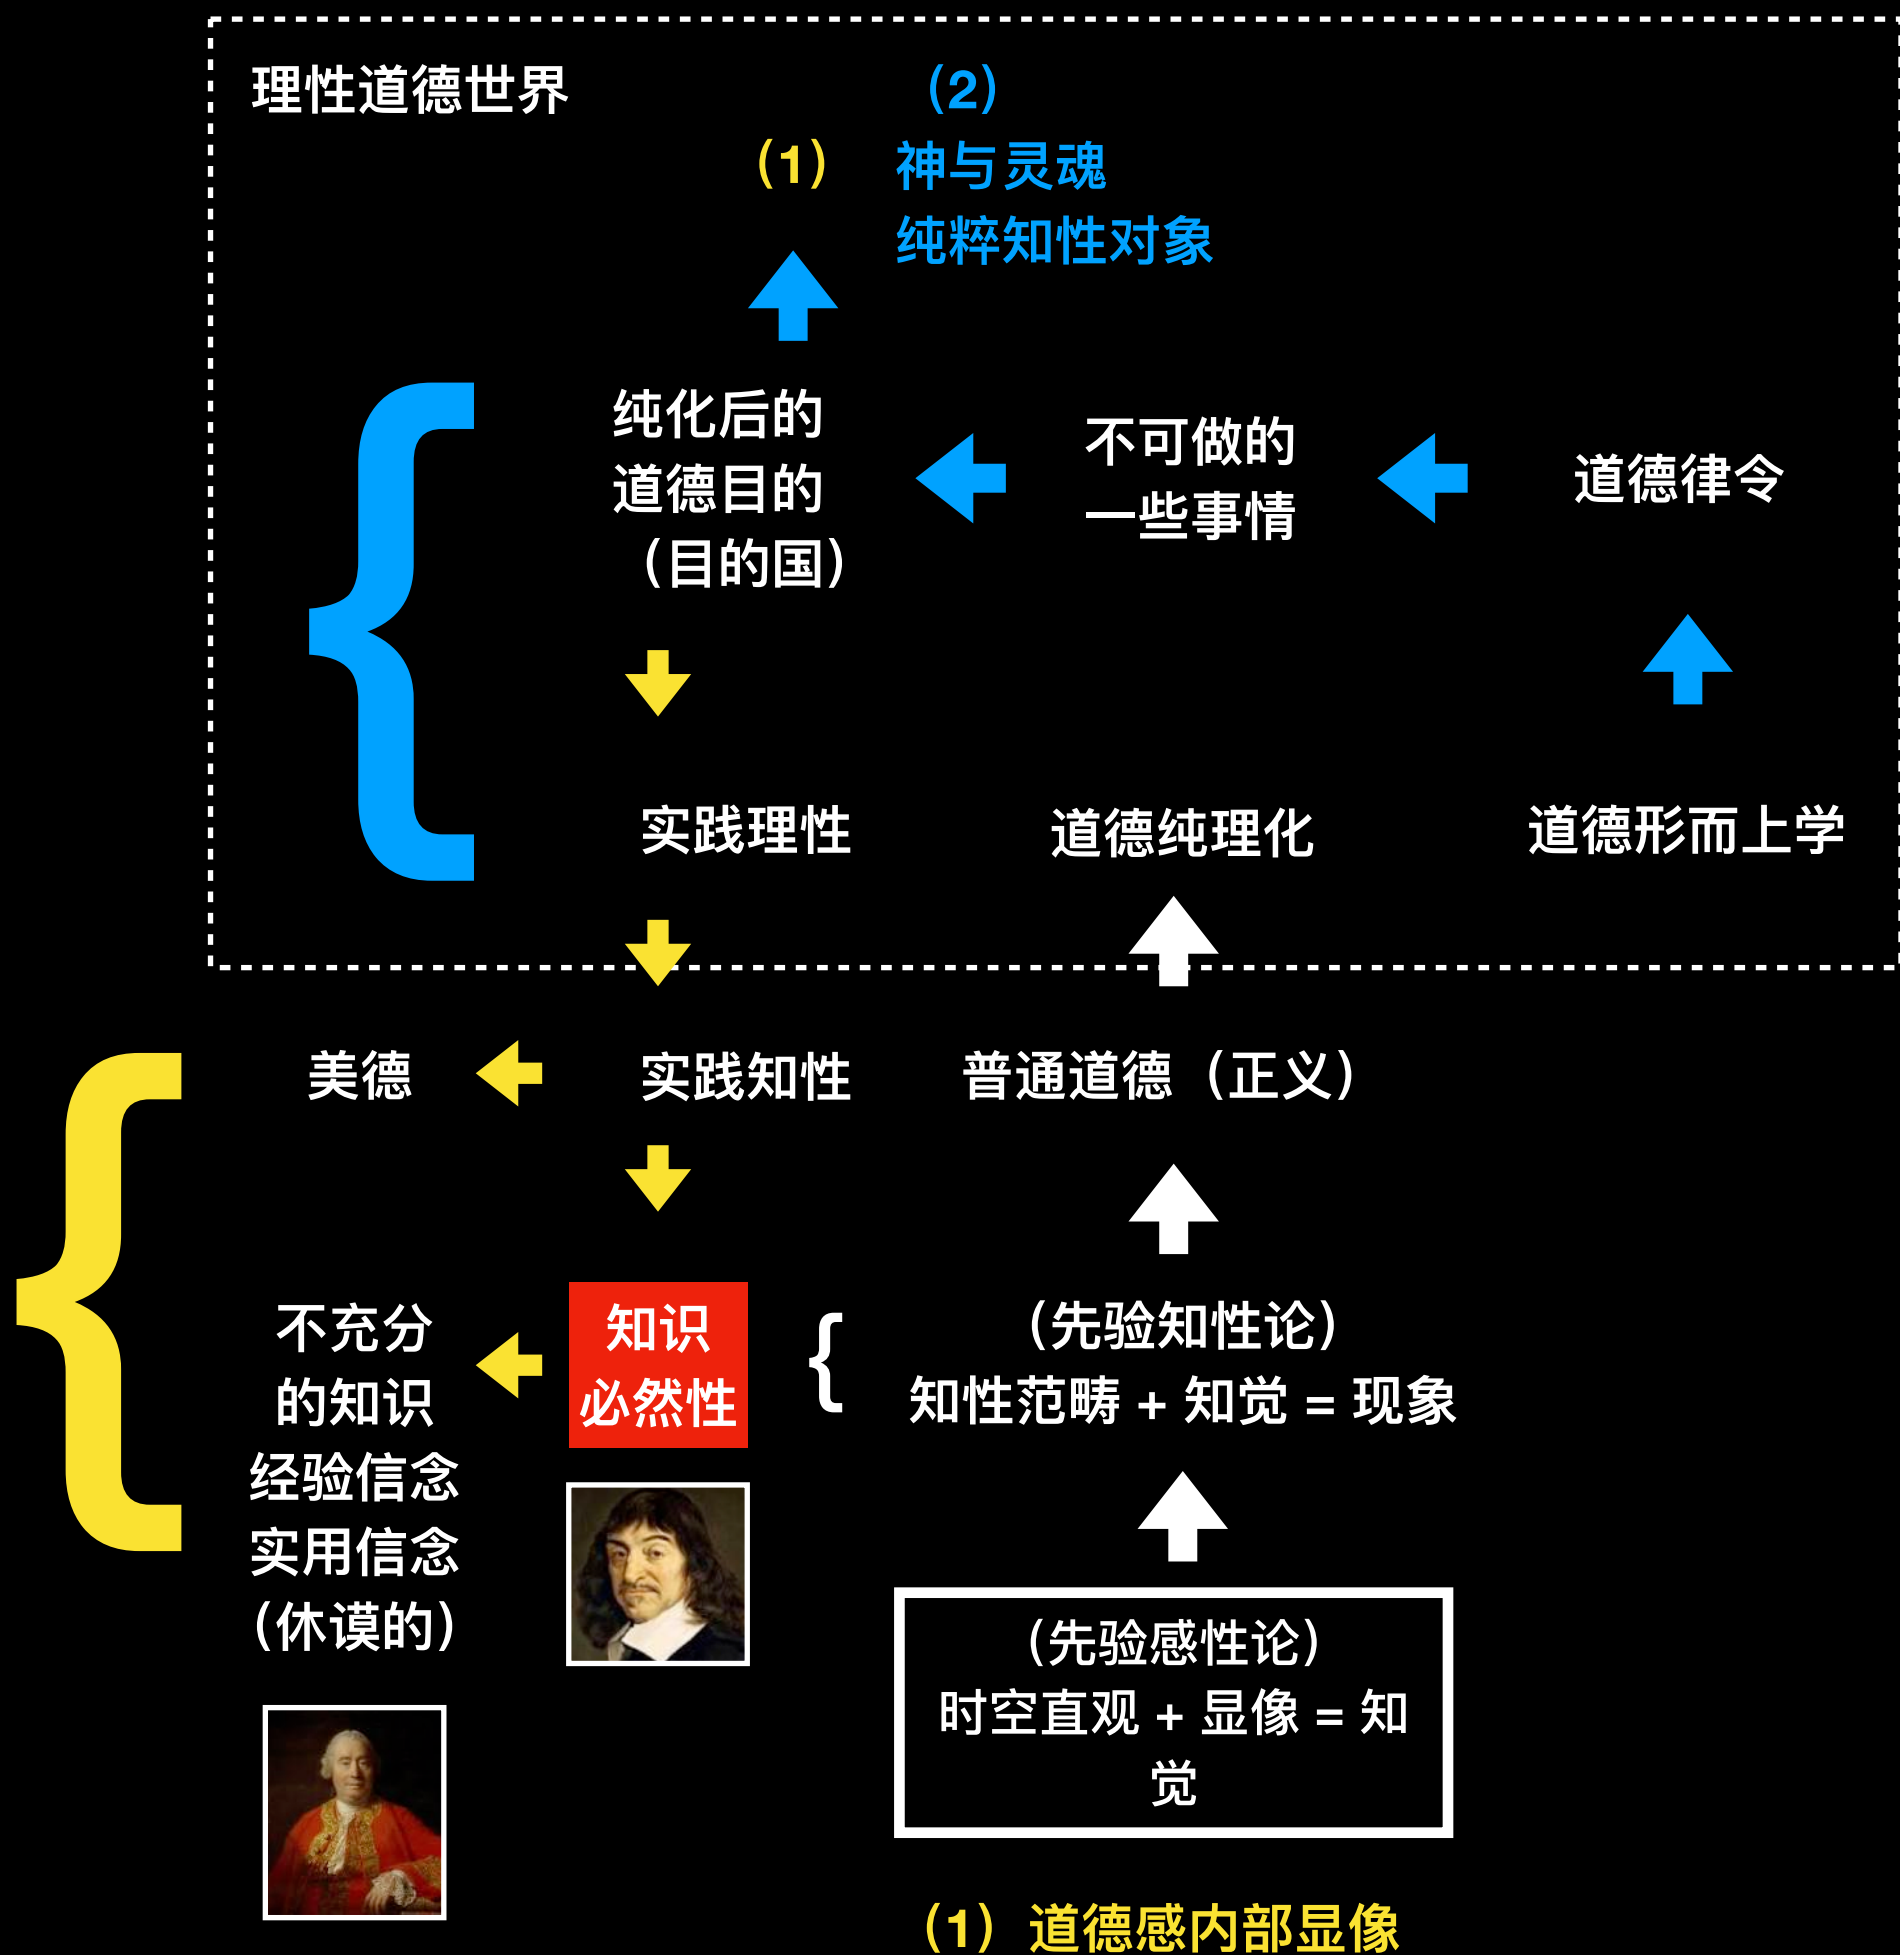 理性道德世界
（2）
（1）
神与灵魂
纯粹知性对象
纯化后的
道德目的
（目的国）
不可做的
一些事情
道德律令
实践理性
道德纯理化
道德形而上学
美德
实践知性
普通道德（正义）
不充分
的知识
经验信念
实用信念
（休谟的）
知识
必然性
（先验知性论）
知性范畴 + 知觉 = 现象
（先验感性论）
时空直观 + 显像 = 知
觉
（1）道德感内部显像